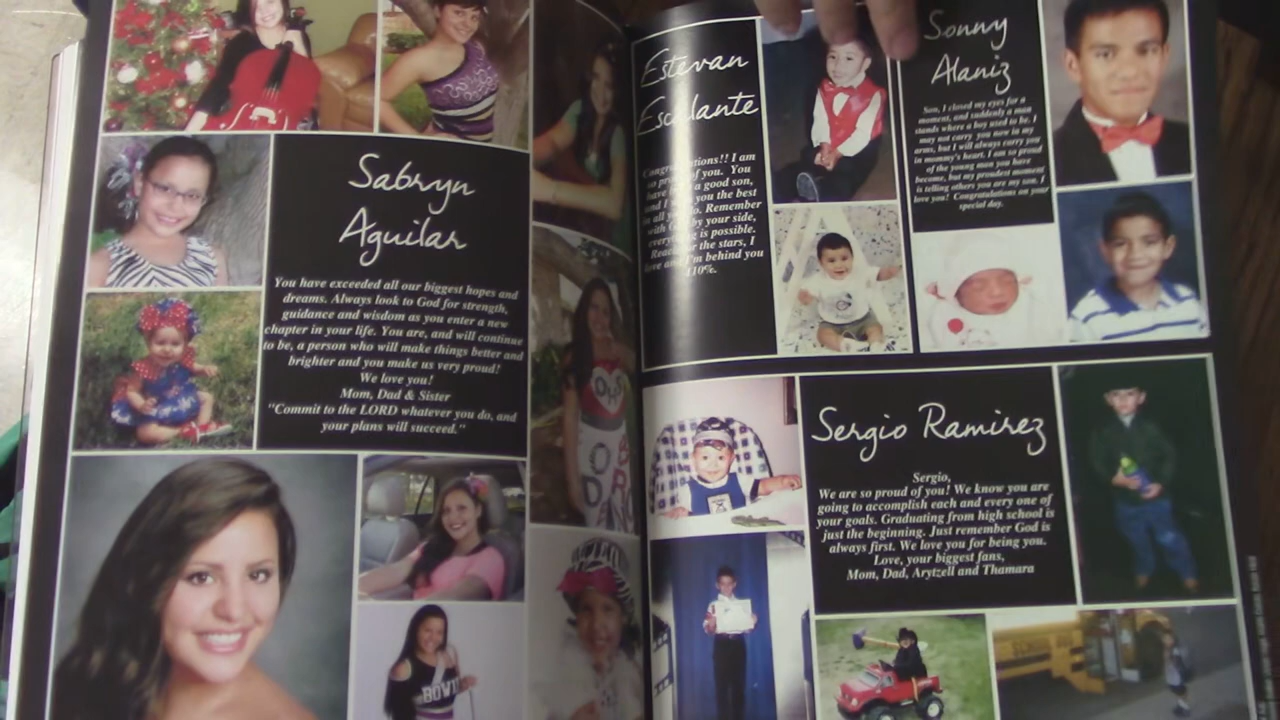 Sabryn
Aguilar
You have exceeded all our biggest hopes and
dreams. Always look to God for strength,
guidance and wisdom as you enter a new
chapter in your life. You are, and will continue
to be, a person who will make things better and
brighter and you make us very proud!
We love you!
Mom, Dad & Sister
"Commit to the LORD whatever you do, and
your plans will succeed."
Estevan
Escalante
I am
of you. You
a good son,
and I you the best
in all Remember
with by your side,
is possible.
the stars, I
I'm behind you
110%.
Sonny
Alaniz
Son, I closed my eyes for a
moment, and suddenly a man
stands where a boy used to be. I
may not carry you now in my
arms, but I will always carry you
in mommy's heart. I am so proud
of the young man you have
become, but my proudest moment
is telling others you are my son. I
love you! Congratulations on your
special day.
Sergio Ramirez
Sergio,
We are so proud of you! We know you are
going to accomplish each and every one of
your goals. Graduating from high school is
just the beginning. Just remember God is
always first. We love you for being you.
Love, your biggest fans,
Mom, Dad, Arytzell and Thamara